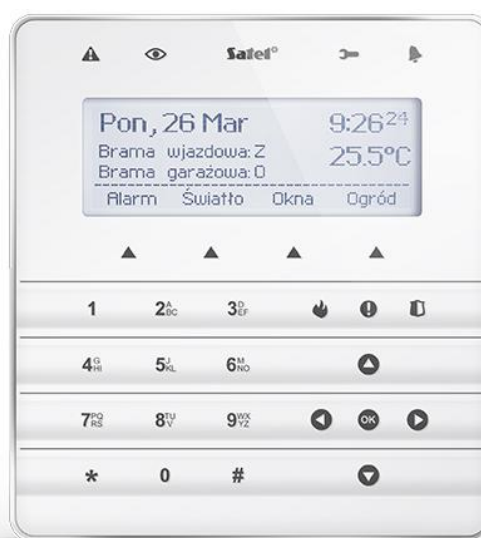 Satel®
Pon, 26 Mar 9:26 24
Brama wjazdowa: Z 25.5°C
Brama garażowa: O
Alarm Światło Okna Ogród
1 2 ABC 3 DEF
4 GHI 5 JKL 6 MNO
7 PQRS 8 TUV 9 WXYZ OK
* 0 #